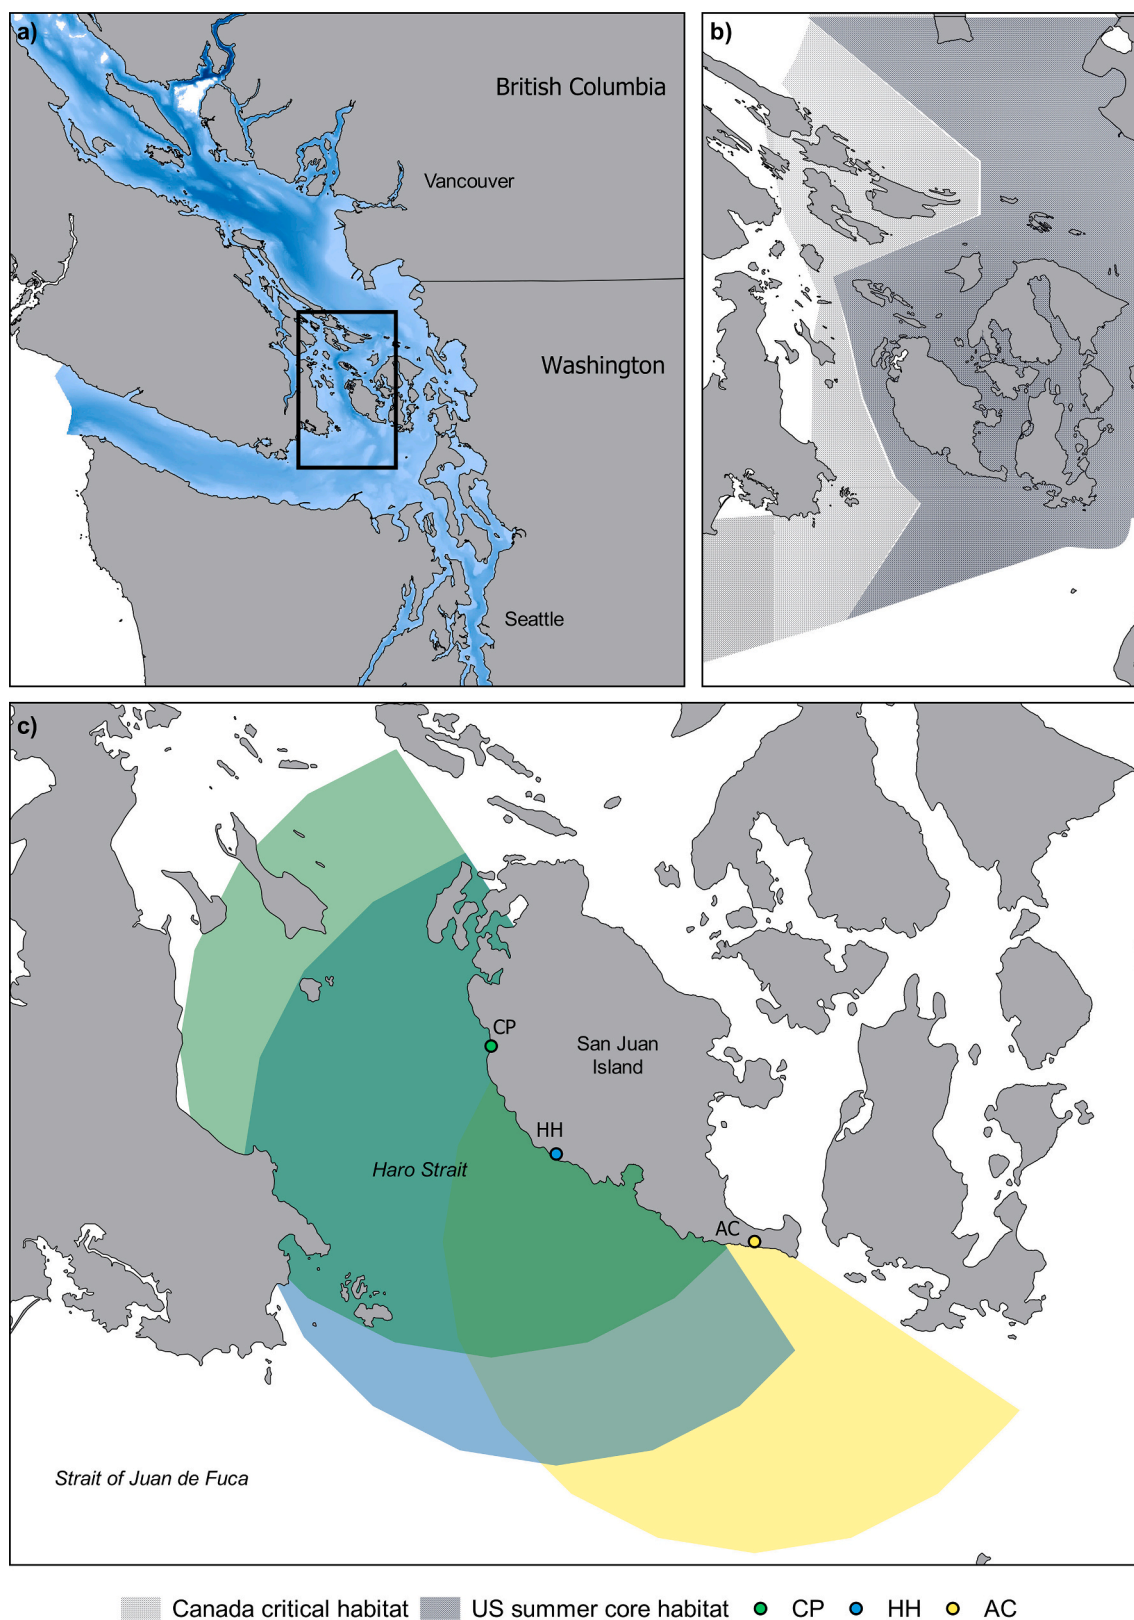 a)
British Columbia
Vancouver
Washington
Seattle
b)
c)
CP
San Juan
Island
HH
Haro Strait
AC
Strait of Juan de Fuca
Canada critical habitat US summer core habitat CP HH AC